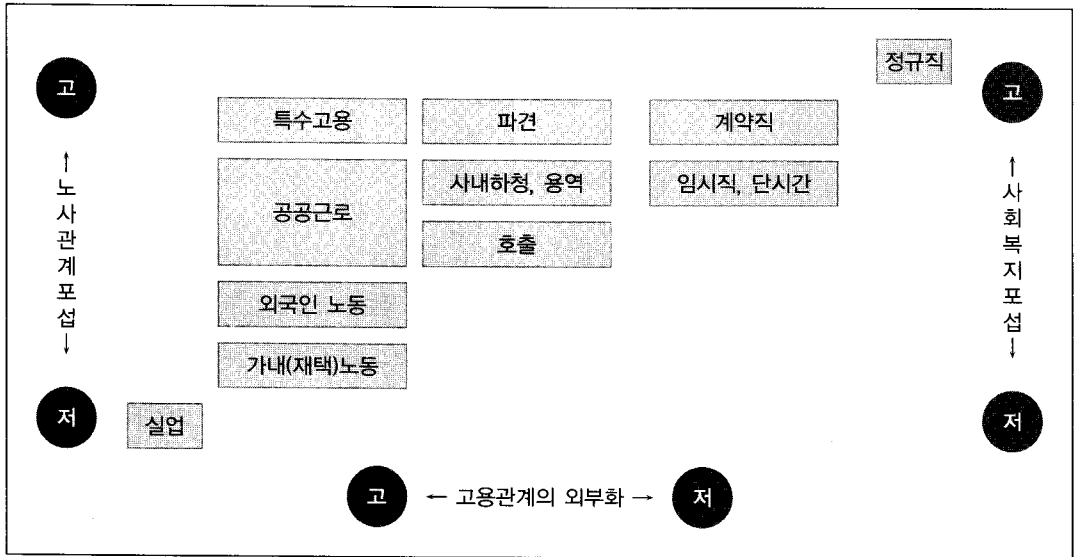 정규직
고
고
특수고용
파견
계약직
↑
노
사
관
계
포
섭
↓
↑
사
회
복
지
포
섭
↓
공공근로
사내하청, 용역
임시직, 단시간
호출
외국인 노동
가내(재택)노동
저
실업
저
고
← 고용관계의 외부화 →
저